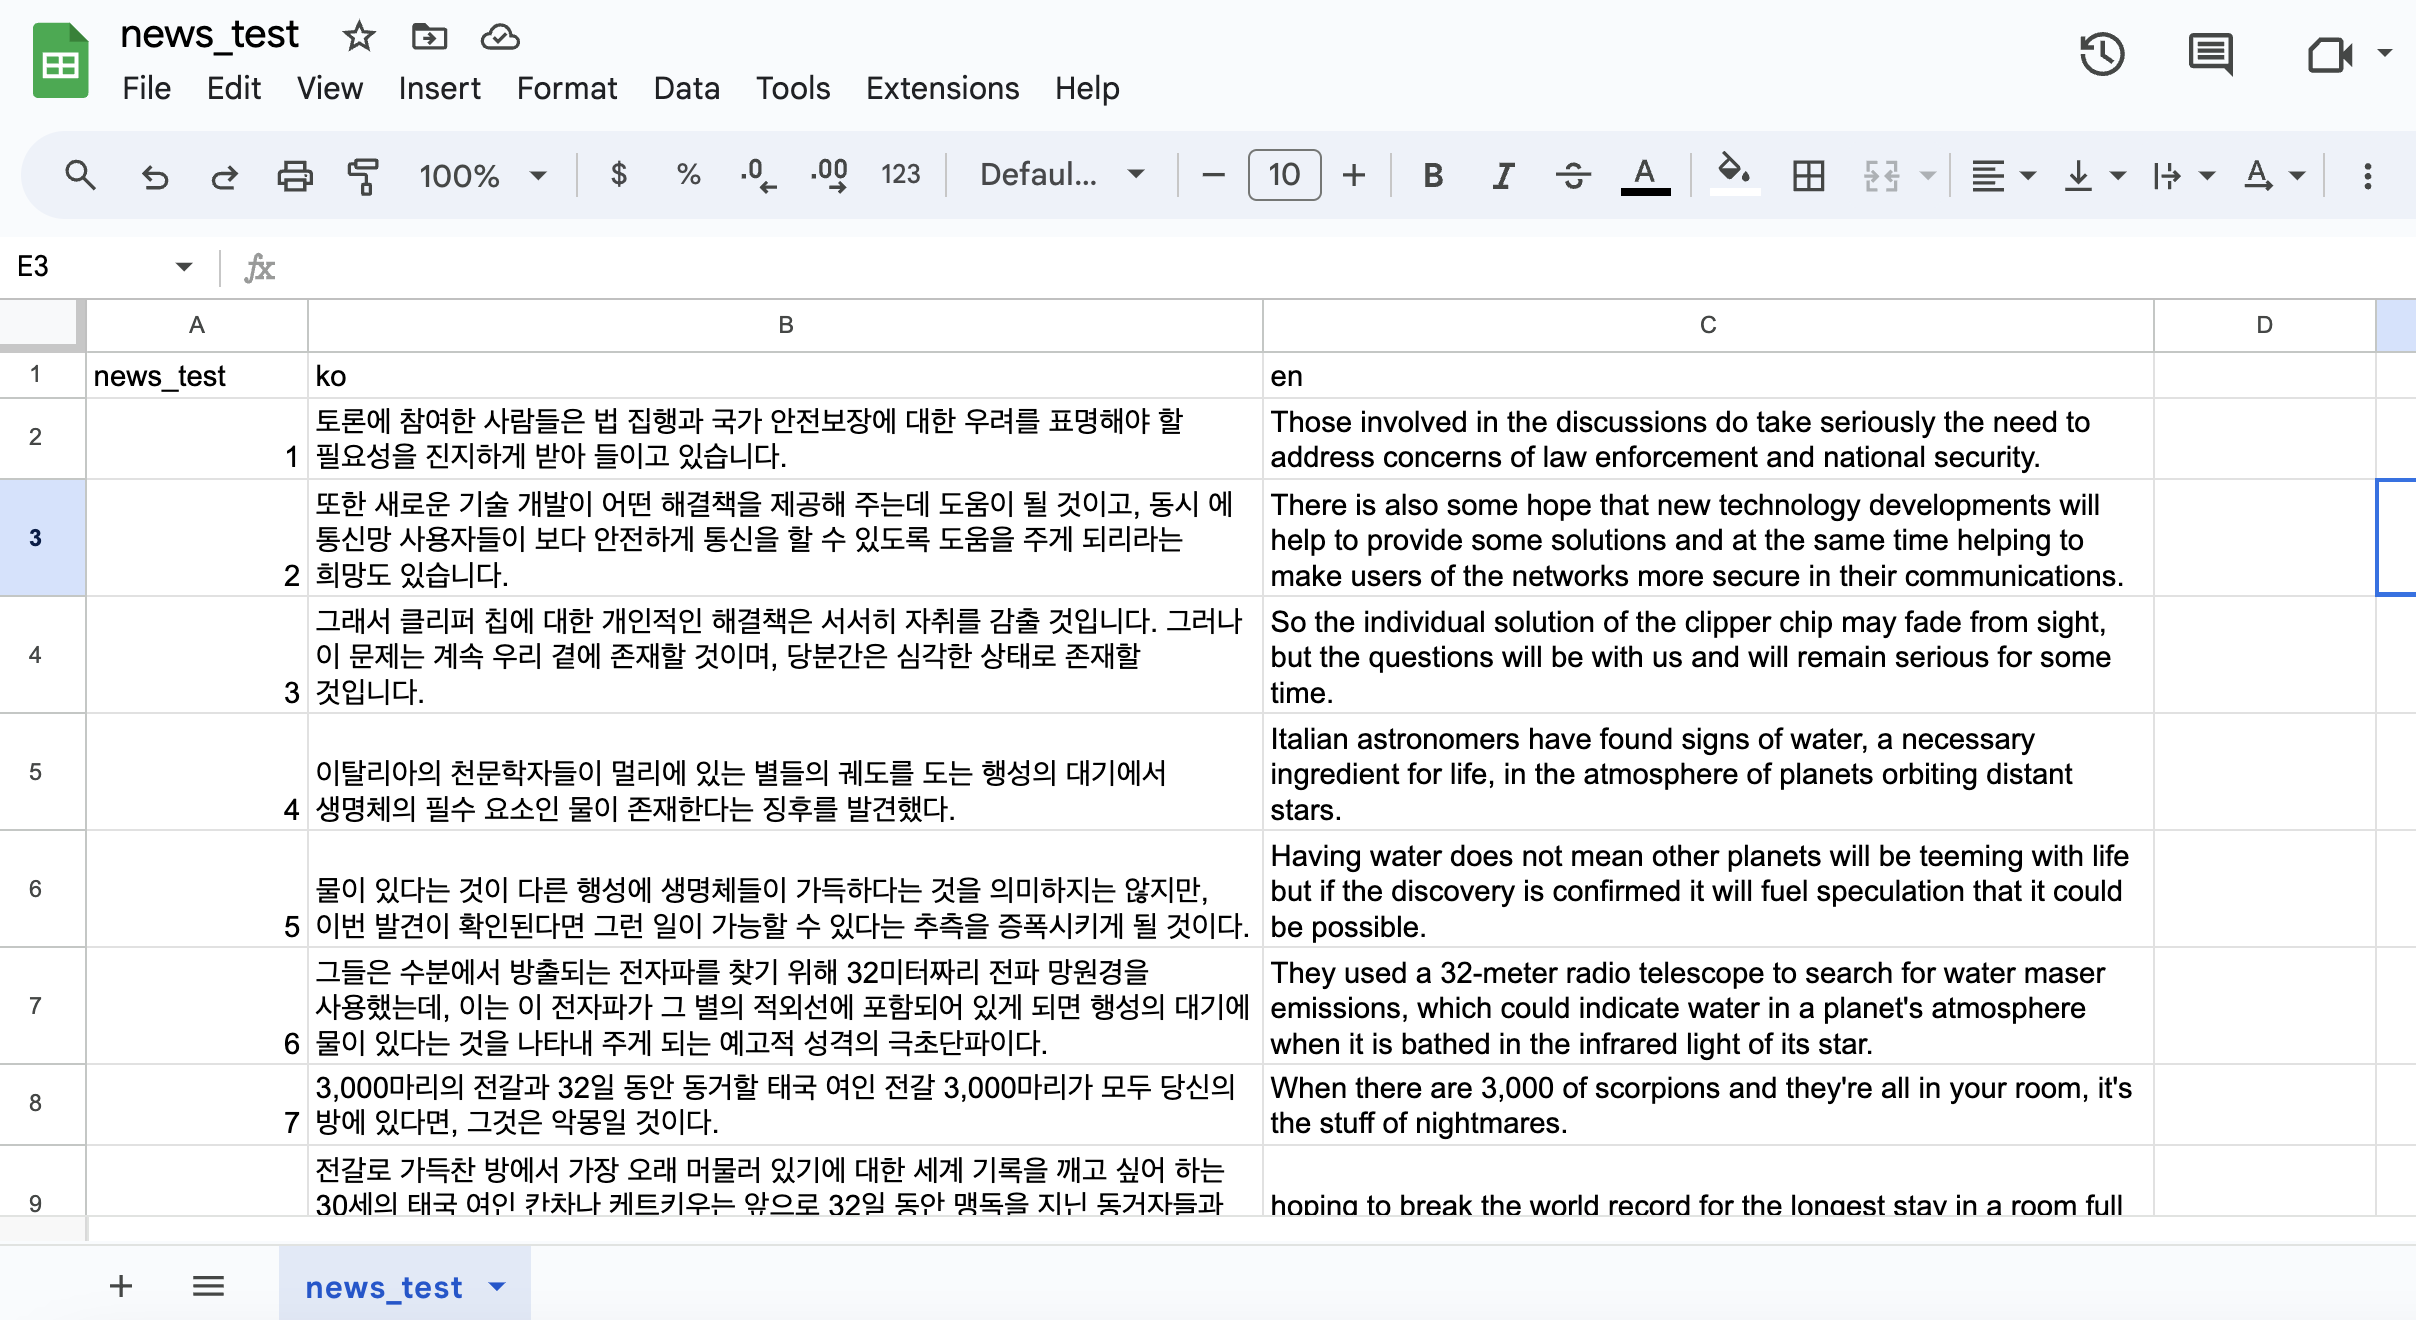 news_test
File Edit View Insert Format Data Tools Extensions Help
100% $ % .0 .00 123 Defaul... 10 B I S A A
E3 fx
A B C D
1 news_test ko en
2 1 토론에 참여한 사람들은 법 집행과 국가 안전보장에 대한 우려를 표명해야 할
필요성을 진지하게 받아 들이고 있습니다.
Those involved in the discussions do take seriously the need to
address concerns of law enforcement and national security.
3 2 또한 새로운 기술 개발이 어떤 해결책을 제공해 주는데 도움이 될 것이고, 동시 에
통신망 사용자들이 보다 안전하게 통신을 할 수 있도록 도움을 주게 되리라는
희망도 있습니다.
There is also some hope that new technology developments will
help to provide some solutions and at the same time helping to
make users of the networks more secure in their communications.
4 3 그래서 클리퍼 칩에 대한 개인적인 해결책은 서서히 자취를 감출 것입니다. 그러나
이 문제는 계속 우리 곁에 존재할 것이며, 당분간은 심각한 상태로 존재할
것입니다.
So the individual solution of the clipper chip may fade from sight,
but the questions will be with us and will remain serious for some
time.
5 4 이탈리아의 천문학자들이 멀리에 있는 별들의 궤도를 도는 행성의 대기에서
생명체의 필수 요소인 물이 존재한다는 징후를 발견했다.
Italian astronomers have found signs of water, a necessary
ingredient for life, in the atmosphere of planets orbiting distant
stars.
6 5 물이 있다는 것이 다른 행성에 생명체들이 가득하다는 것을 의미하지는 않지만,
이번 발견이 확인된다면 그런 일이 가능할 수 있다는 추측을 증폭시키게 될 것이다.
Having water does not mean other planets will be teeming with life
but if the discovery is confirmed it will fuel speculation that it could
be possible.
7 6 그들은 수분에서 방출되는 전자파를 찾기 위해 32미터짜리 전파 망원경을
사용했는데, 이는 이 전자파가 그 별의 적외선에 포함되어 있게 되면 행성의 대기에
물이 있다는 것을 나타내 주게 되는 예고적 성격의 극초단파이다.
They used a 32-meter radio telescope to search for water maser
emissions, which could indicate water in a planet's atmosphere
when it is bathed in the infrared light of its star.
8 7 3,000마리의 전갈과 32일 동안 동거할 태국 여인 전갈 3,000마리가 모두 당신의
방에 있다면, 그것은 악몽일 것이다.
When there are 3,000 of scorpions and they're all in your room, it's
the stuff of nightmares.
9 전갈로 가득찬 방에서 가장 오래 머물러 있기에 대한 세계 기록을 깨고 싶어 하는
30세의 태국 여인 칸차나 케트키우는 앞으로 32일 동안 맹독을 지닌 동거자들과
hoping to break the world record for the longest stay in a room full
news_test